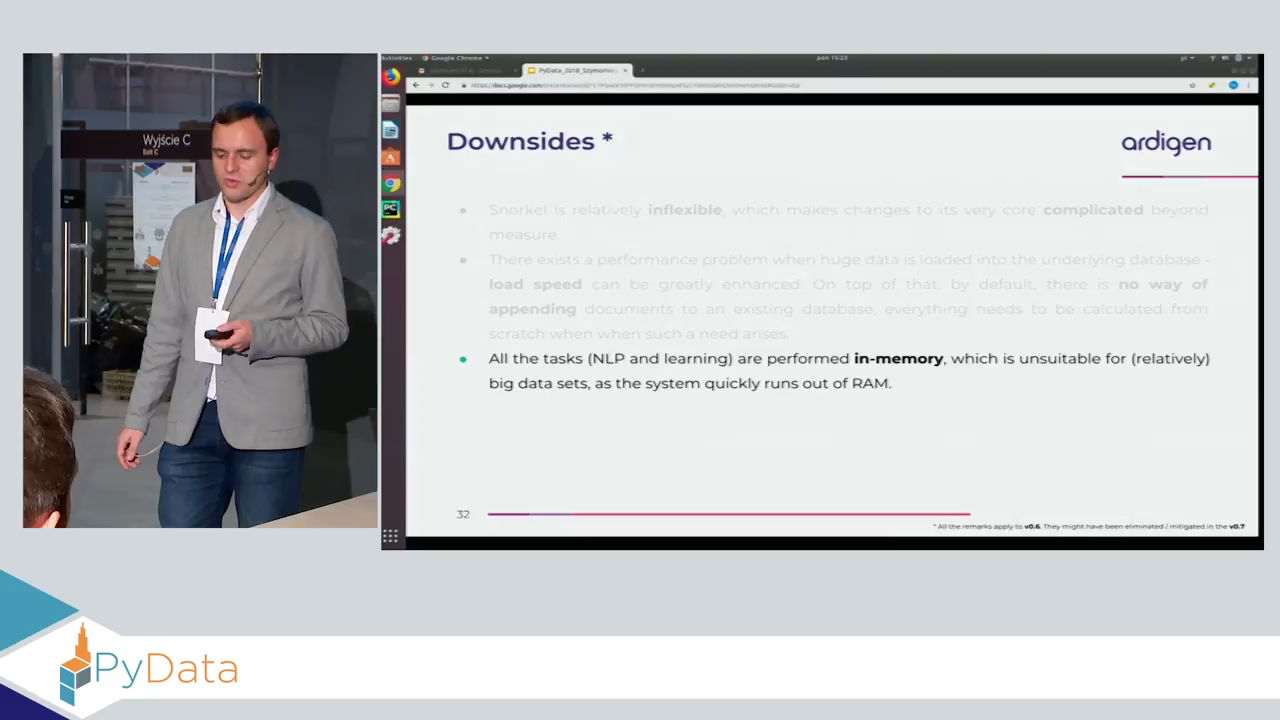 Wyjście C
Exit C
Activities
Google Chrome
PyData_2018_SzymonWo
Downsides *
ardigen
Snorkel is relatively inflexible, which makes changes to its very core complicated beyond
measure.
There exists a performance problem when huge data is loaded into the underlying database -
load speed can be greatly enhanced. On top of that, by default, there is no way of
appending documents to an existing database, everything needs to be calculated from
scratch when when such a need arises.
All the tasks (NLP and learning) are performed in-memory, which is unsuitable for (relatively)
big data sets, as the system quickly runs out of RAM.
32
* All the remarks apply to v0.6. They might have been eliminated / mitigated in the v0.7
PyData